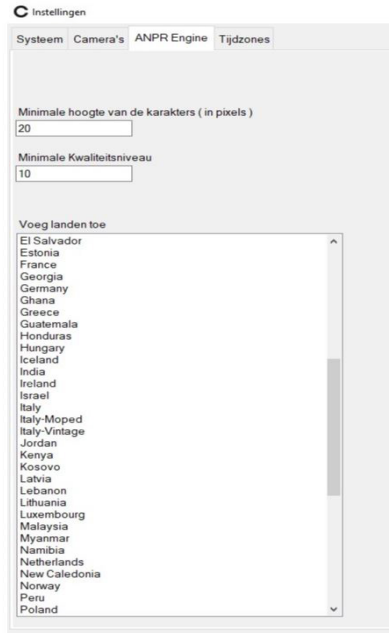 Instellingen
Systeem Camera's ANPR Engine Tijdzones
Minimale hoogte van de karakters ( in pixels )
20
Minimale Kwaliteitsniveau
10
Voeg landen toe
El Salvador
Estonia
France
Georgia
Germany
Ghana
Greece
Guatemala
Honduras
Hungary
Iceland
India
Ireland
Israel
Italy
Italy-Moped
Italy-Vintage
Jordan
Kenya
Kosovo
Latvia
Lebanon
Lithuania
Luxembourg
Malaysia
Myanmar
Namibia
Netherlands
New Caledonia
Norway
Peru
Poland